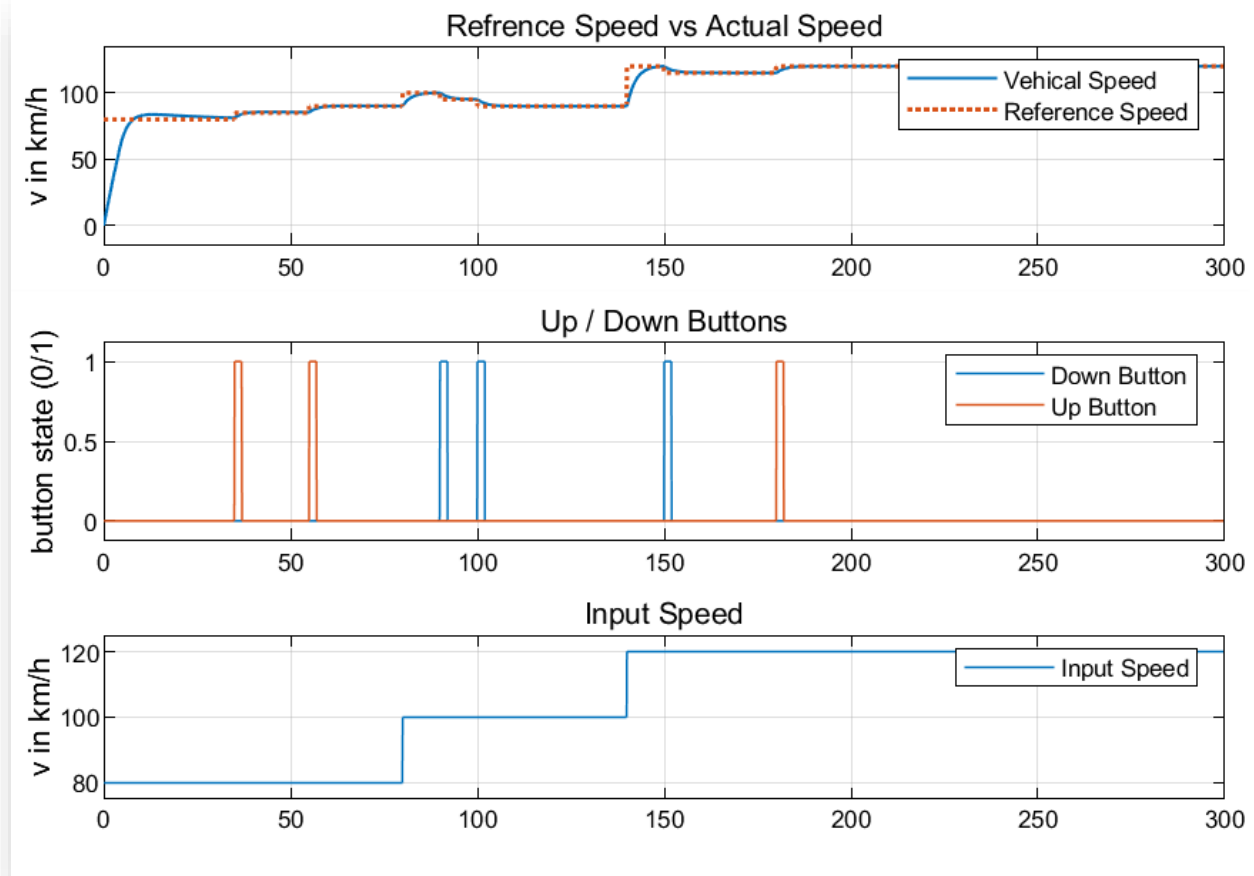 Refrence Speed vs Actual Speed
v in km/h
100
50
0
Vehical Speed
Reference Speed
0 50 100 150 200 250 300
Up / Down Buttons
button state (0/1)
1
0.5
0
Down Button
Up Button
0 50 100 150 200 250 300
Input Speed
v in km/h
120
100
80
Input Speed
0 50 100 150 200 250 300